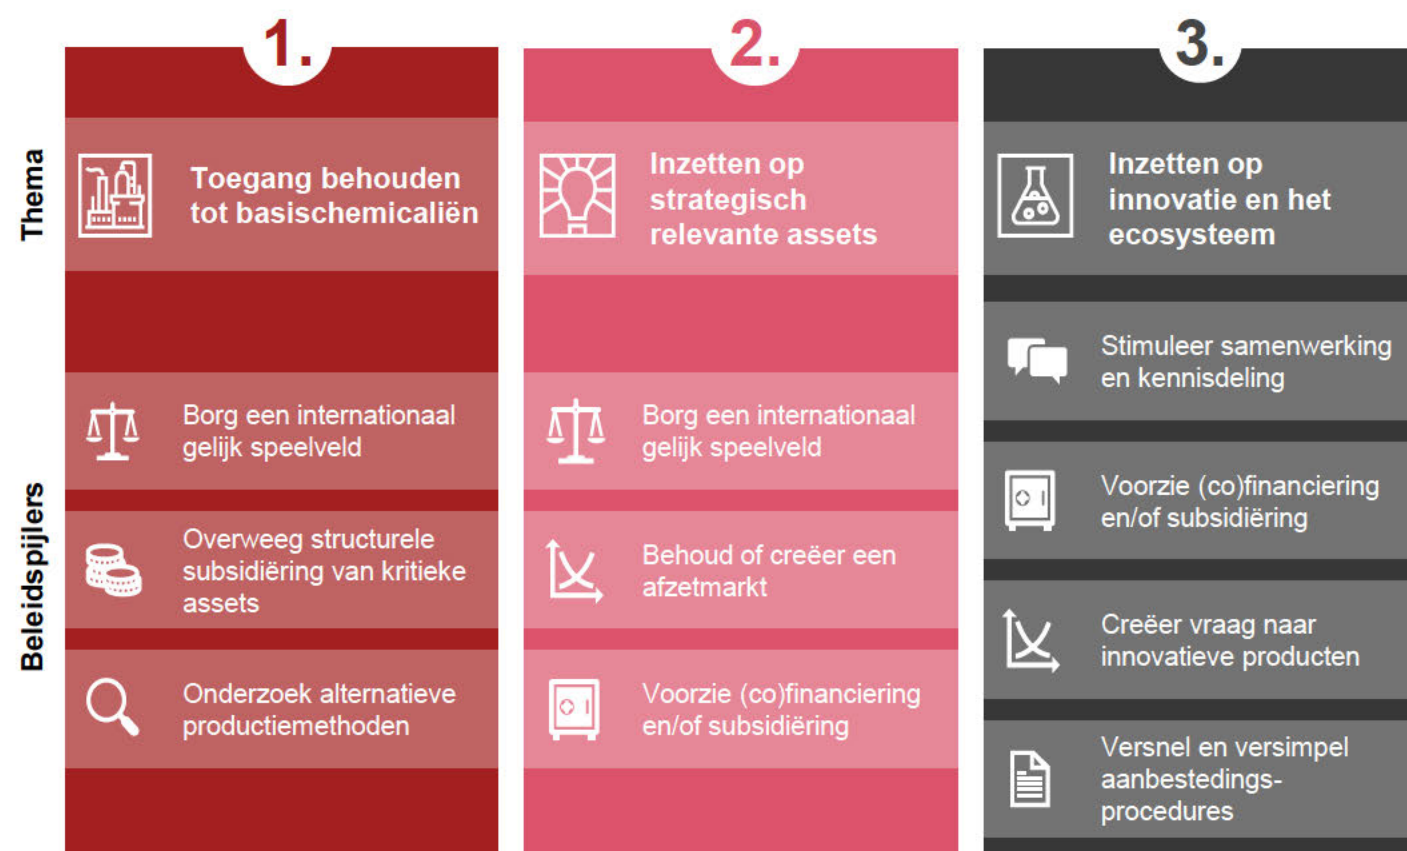 1.
2.
3.
Thema
Toegang behouden
tot basischemicaliën
Inzetten op
strategisch
relevante assets
Inzetten op
innovatie en het
ecosysteem
Beleidspijlers
Borg een internationaal
gelijk speelveld
Overweeg structurele
subsidiëring van kritieke
assets
Onderzoek alternatieve
productiemethoden
Borg een internationaal
gelijk speelveld
Behoud of creëer een
afzetmarkt
Voorzie (co)financiering
en/of subsidiëring
Stimuleer samenwerking
en kennisdeling
Voorzie (co)financiering
en/of subsidiëring
Creëer vraag naar
innovatieve producten
Versnel en versimpel
aanbestedings-
procedures